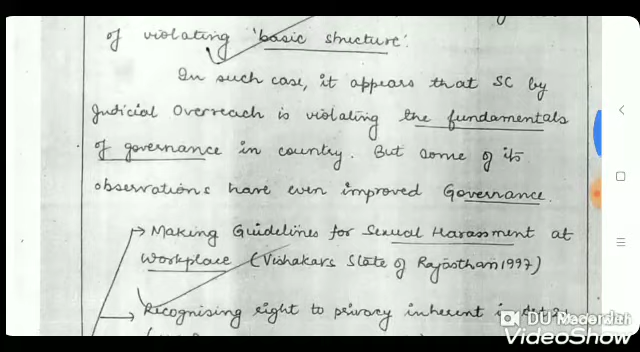 of violating 'basic structure'.
In such case, it appears that SC by
Judicial Overreach is violating the fundamentals
of governance in country. But some of its
observations have even improved Governance.
→ Making Guidelines for Sexual Harassment at
Workplace (Vishakavs State of Rajasthan 1997)
→ Recognising right to privacy inherent in
DU Recorder
VideoShow